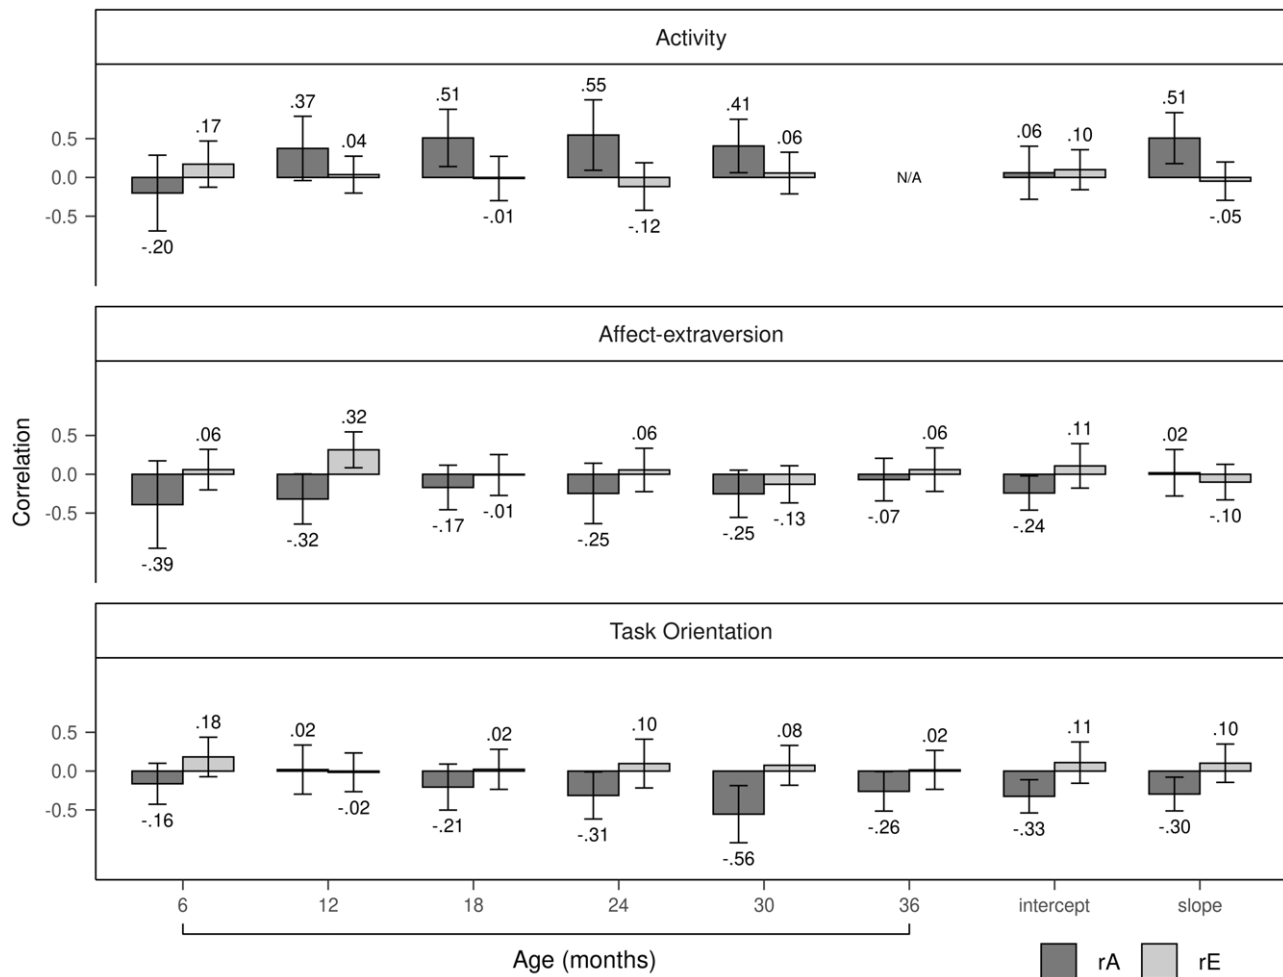 Activity
.37 .51 .55 .41 .51
.17 .04 .06 .06 .10
0.5
0.0 N/A
-0.5
-.20 -.01 -.12 -.05
Affect-extraversion
.06 .32 .06 .06 .11 .02
0.5
0.0
-0.5
-.39 -.32 -.17 -.01 -.25 -.25 -.13 -.07 -.24 -.10
Correlation
Task Orientation
.18 .02 .02 .10 .08 .02 .11 .10
0.5
0.0
-0.5
-.16 -.02 -.21 -.31 -.56 -.26 -.33 -.30
6 12 18 24 30 36 intercept slope
Age (months)
rA rE